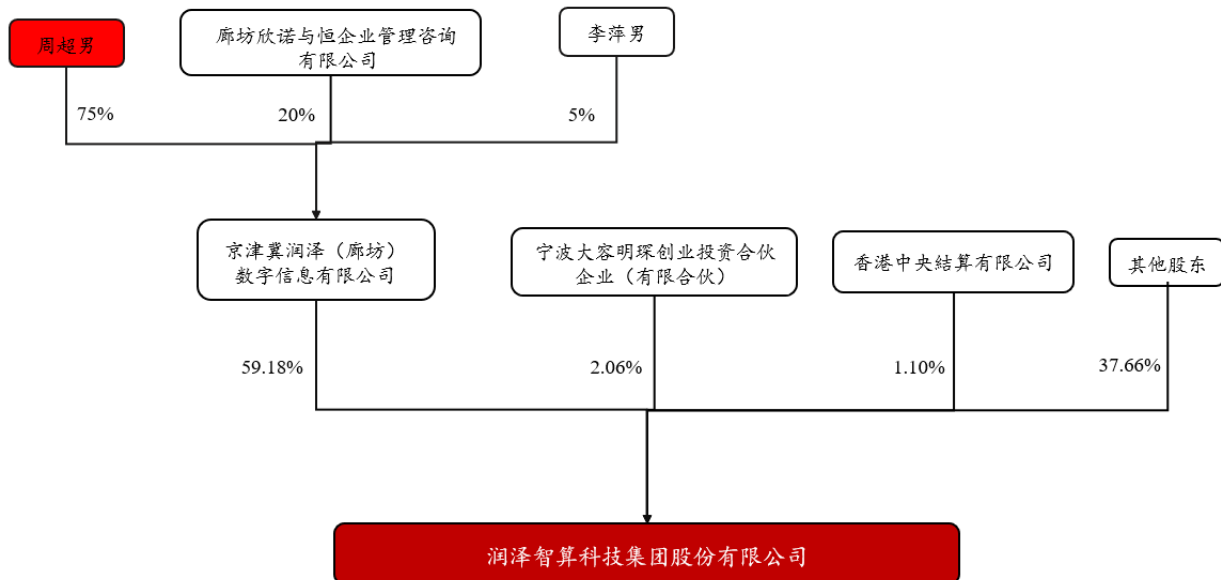 周超男
廊坊欣诺与恒企业管理咨询
有限公司
李萍男
75%
20%
5%
京津冀润泽（廊坊）
数字信息有限公司
宁波大容明琛创业投资合伙
企业（有限合伙）
香港中央结算有限公司
其他股东
59.18%
2.06%
1.10%
37.66%
润泽智算科技集团股份有限公司